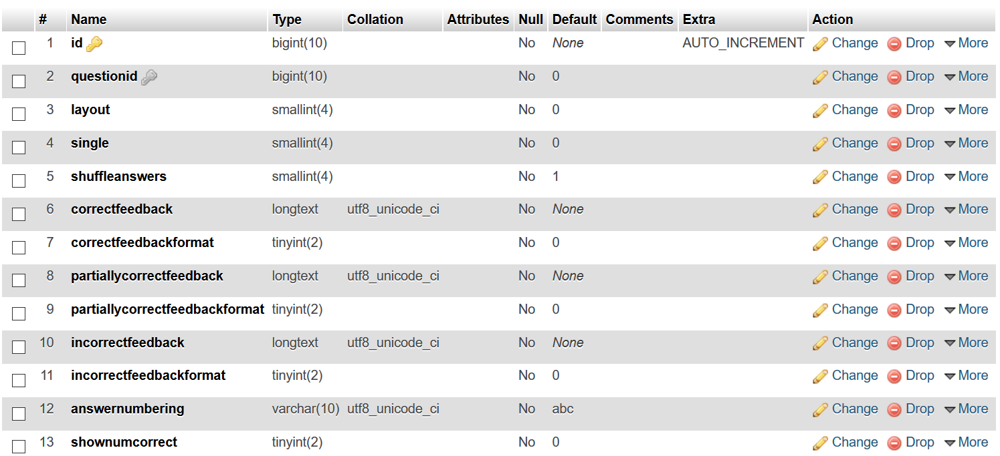 # Name Type Collation Attributes Null Default Comments Extra Action
1 id bigint(10) No None AUTO_INCREMENT Change Drop More
2 questionid bigint(10) No 0 Change Drop More
3 layout smallint(4) No 0 Change Drop More
4 single smallint(4) No 0 Change Drop More
5 shuffleanswers smallint(4) No 1 Change Drop More
6 correctfeedback longtext utf8_unicode_ci No None Change Drop More
7 correctfeedbackformat tinyint(2) No 0 Change Drop More
8 partiallycorrectfeedback longtext utf8_unicode_ci No None Change Drop More
9 partiallycorrectfeedbackformat tinyint(2) No 0 Change Drop More
10 incorrectfeedback longtext utf8_unicode_ci No None Change Drop More
11 incorrectfeedbackformat tinyint(2) No 0 Change Drop More
12 answernumbering varchar(10) utf8_unicode_ci No abc Change Drop More
13 shownumcorrect tinyint(2) No 0 Change Drop More